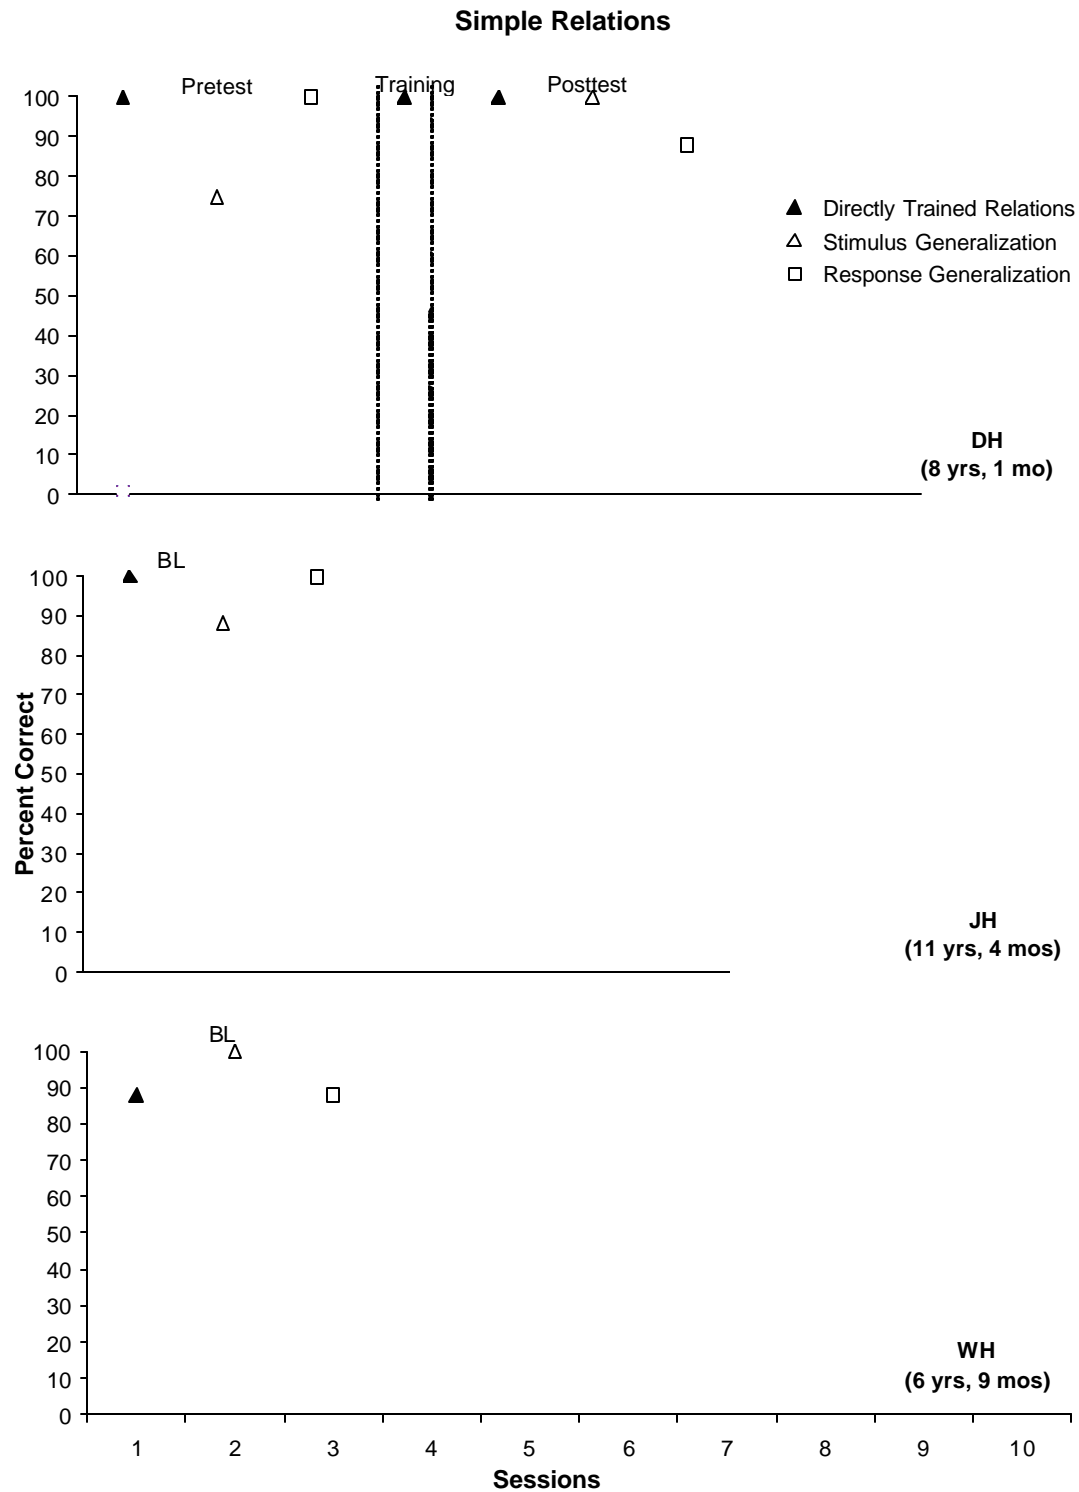 Simple Relations
Pretest Training Posttest
100
90
80
70
60
50
40
30
20
10
0
Directly Trained Relations
Stimulus Generalization
Response Generalization
DH
(8 yrs, 1 mo)
BL
100
90
80
70
60
50
40
30
20
10
0
Percent Correct
JH
(11 yrs, 4 mos)
BL
100
90
80
70
60
50
40
30
20
10
0
WH
(6 yrs, 9 mos)
1 2 3 4 5 6 7 8 9 10
Sessions